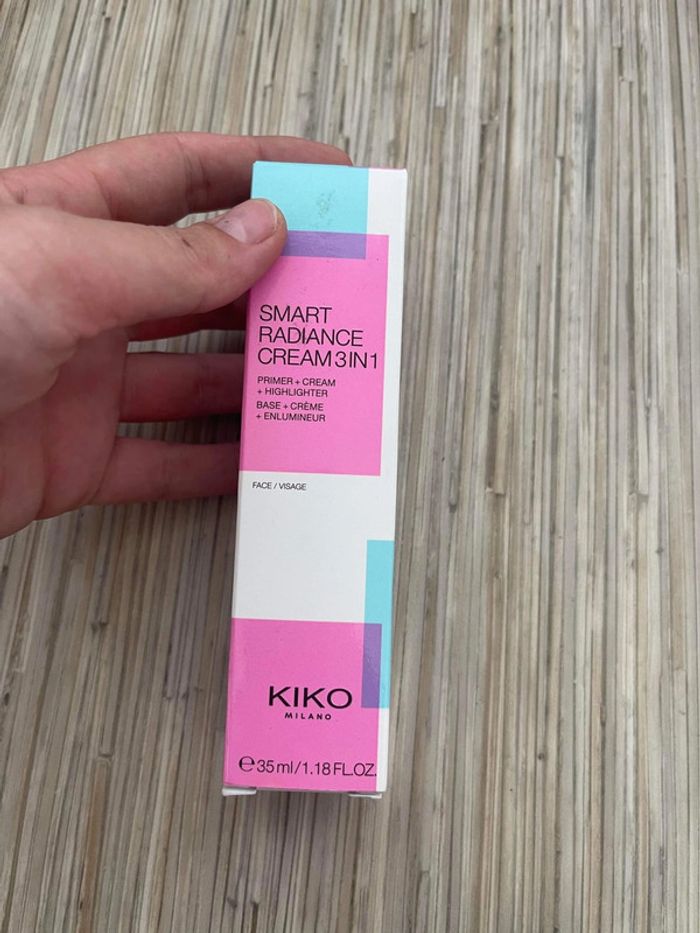 SMART
RADIANCE
CREAM 3 IN 1
PRIMER + CREAM
+ HIGHLIGHTER
BASE + CRÈME
+ ENLUMINEUR
FACE / VISAGE
KIKO
MILANO
℮ 35 ml / 1.18 FL.OZ.